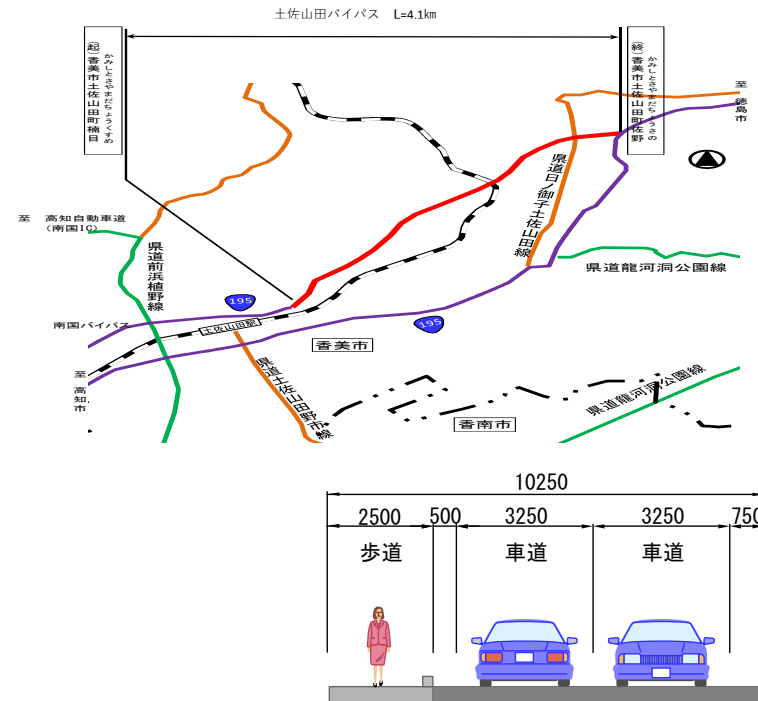 土佐山田バイパス L=4.1km
(起)香美市土佐山田町楠目
かみしとさやまだちょうくすめ
(終)香美市土佐山田町佐野
かみしとさやまだちょうさの
至 徳島市
至 高知自動車道
(南国IC)
県道前浜植野線
県道日ノ御子土佐山田線
県道龍河洞公園線
195
南国バイパス
土佐山田駅
195
香美市
至 高知市
県道土佐山田野市線
県道龍河洞公園線
香南市
10250
2500
500
3250
3250
750
歩道
車道
車道